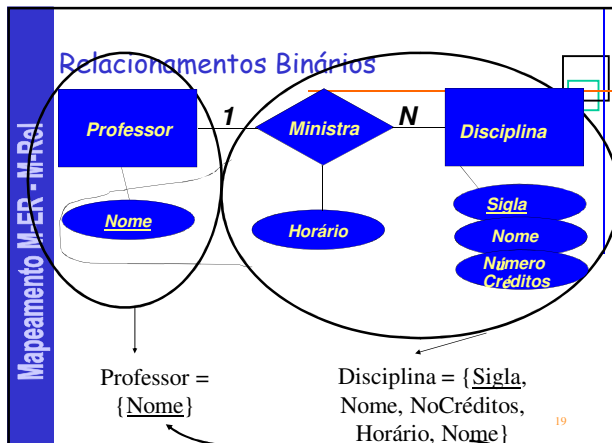 Relacionamentos Binários
Mapeamento M-ER - M-Rel
Professor
1
Ministra
N
Disciplina
Nome
Horário
Sigla
Nome
Número
Créditos
Professor =
{Nome}
Disciplina = {Sigla,
Nome, NoCréditos,
Horário, Nome}
19